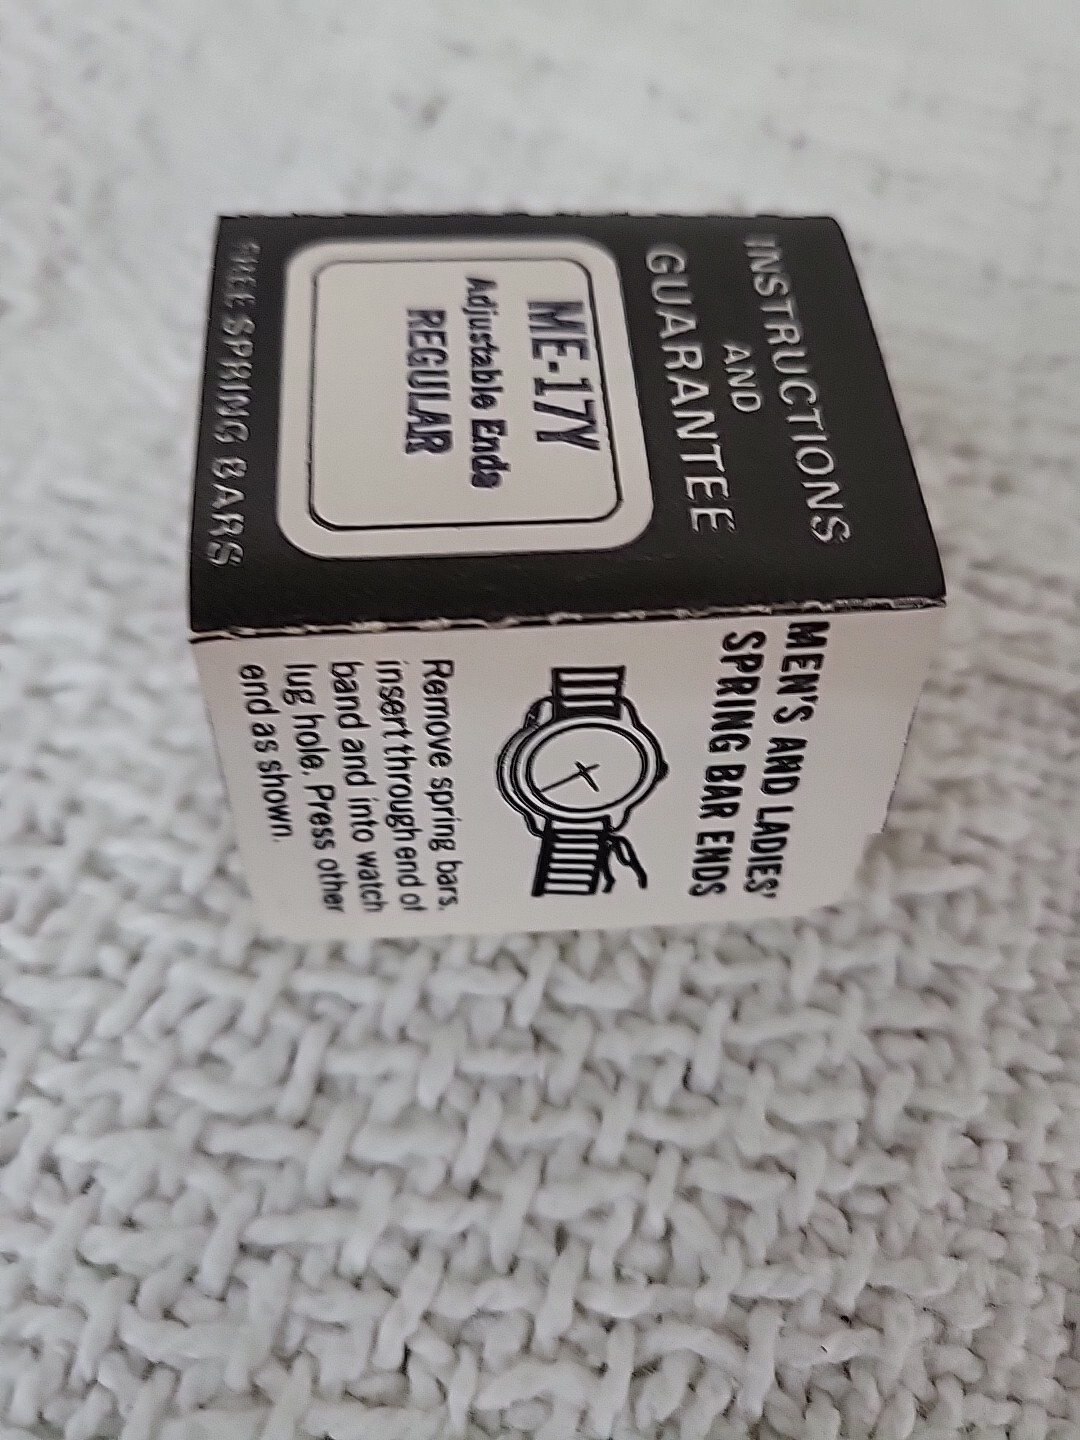 INSTRUCTIONS
AND
GUARANTEE
ME-17Y
Adjustable Ends
REGULAR
FREE SPRING BARS
MEN'S AND LADIES'
SPRING BAR ENDS
Remove spring bars,
insert through end of
band and into watch
lug hole. Press other
end as shown.